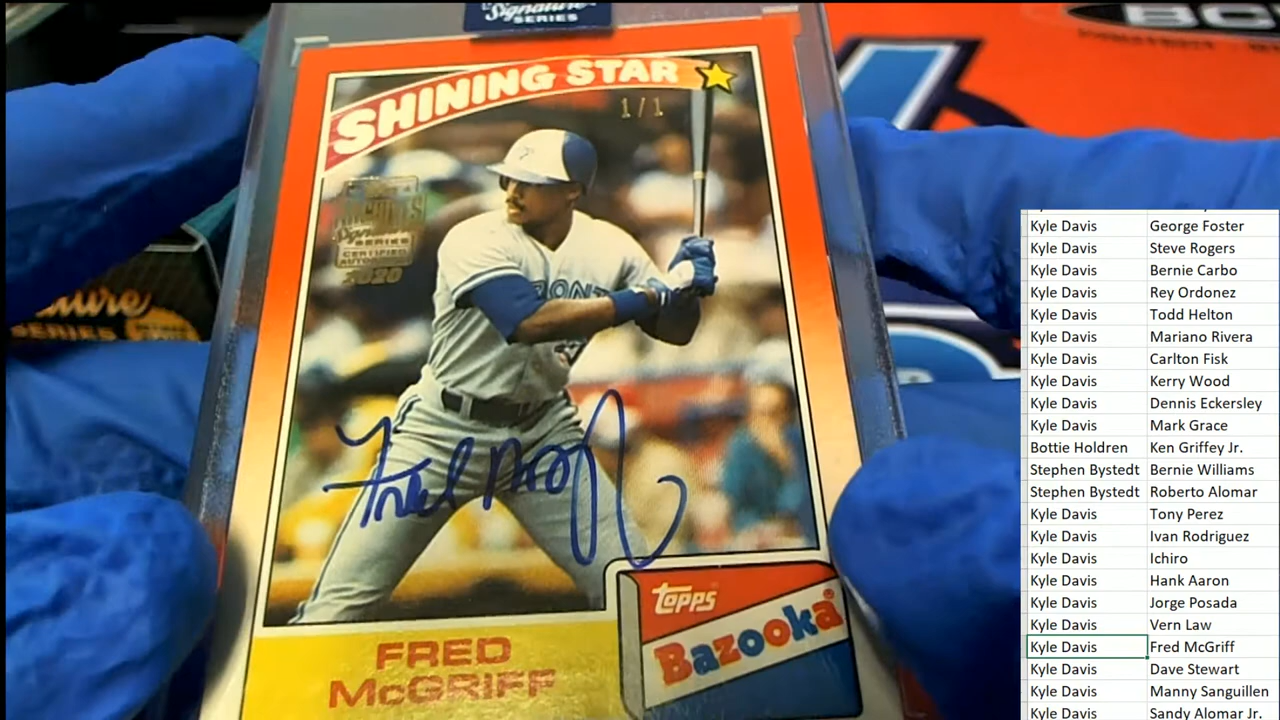 Signature
SERIES
SHINING STAR
1/1
ARCHIVES
Signature
SERIES
CERTIFIED
AUTOGRAPH
2020
TORONT
Fred McGriff
topps
Bazooka®
FRED
McGRIFF
BC
SERIES
Kyle Davis George Foster
Kyle Davis Steve Rogers
Kyle Davis Bernie Carbo
Kyle Davis Rey Ordonez
Kyle Davis Todd Helton
Kyle Davis Mariano Rivera
Kyle Davis Carlton Fisk
Kyle Davis Kerry Wood
Kyle Davis Dennis Eckersley
Kyle Davis Mark Grace
Bottie Holdren Ken Griffey Jr.
Stephen Bystedt Bernie Williams
Stephen Bystedt Roberto Alomar
Kyle Davis Tony Perez
Kyle Davis Ivan Rodriguez
Kyle Davis Ichiro
Kyle Davis Hank Aaron
Kyle Davis Jorge Posada
Kyle Davis Vern Law
Kyle Davis Fred McGriff
Kyle Davis Dave Stewart
Kyle Davis Manny Sanguillen
Kyle Davis Sandy Alomar Jr.